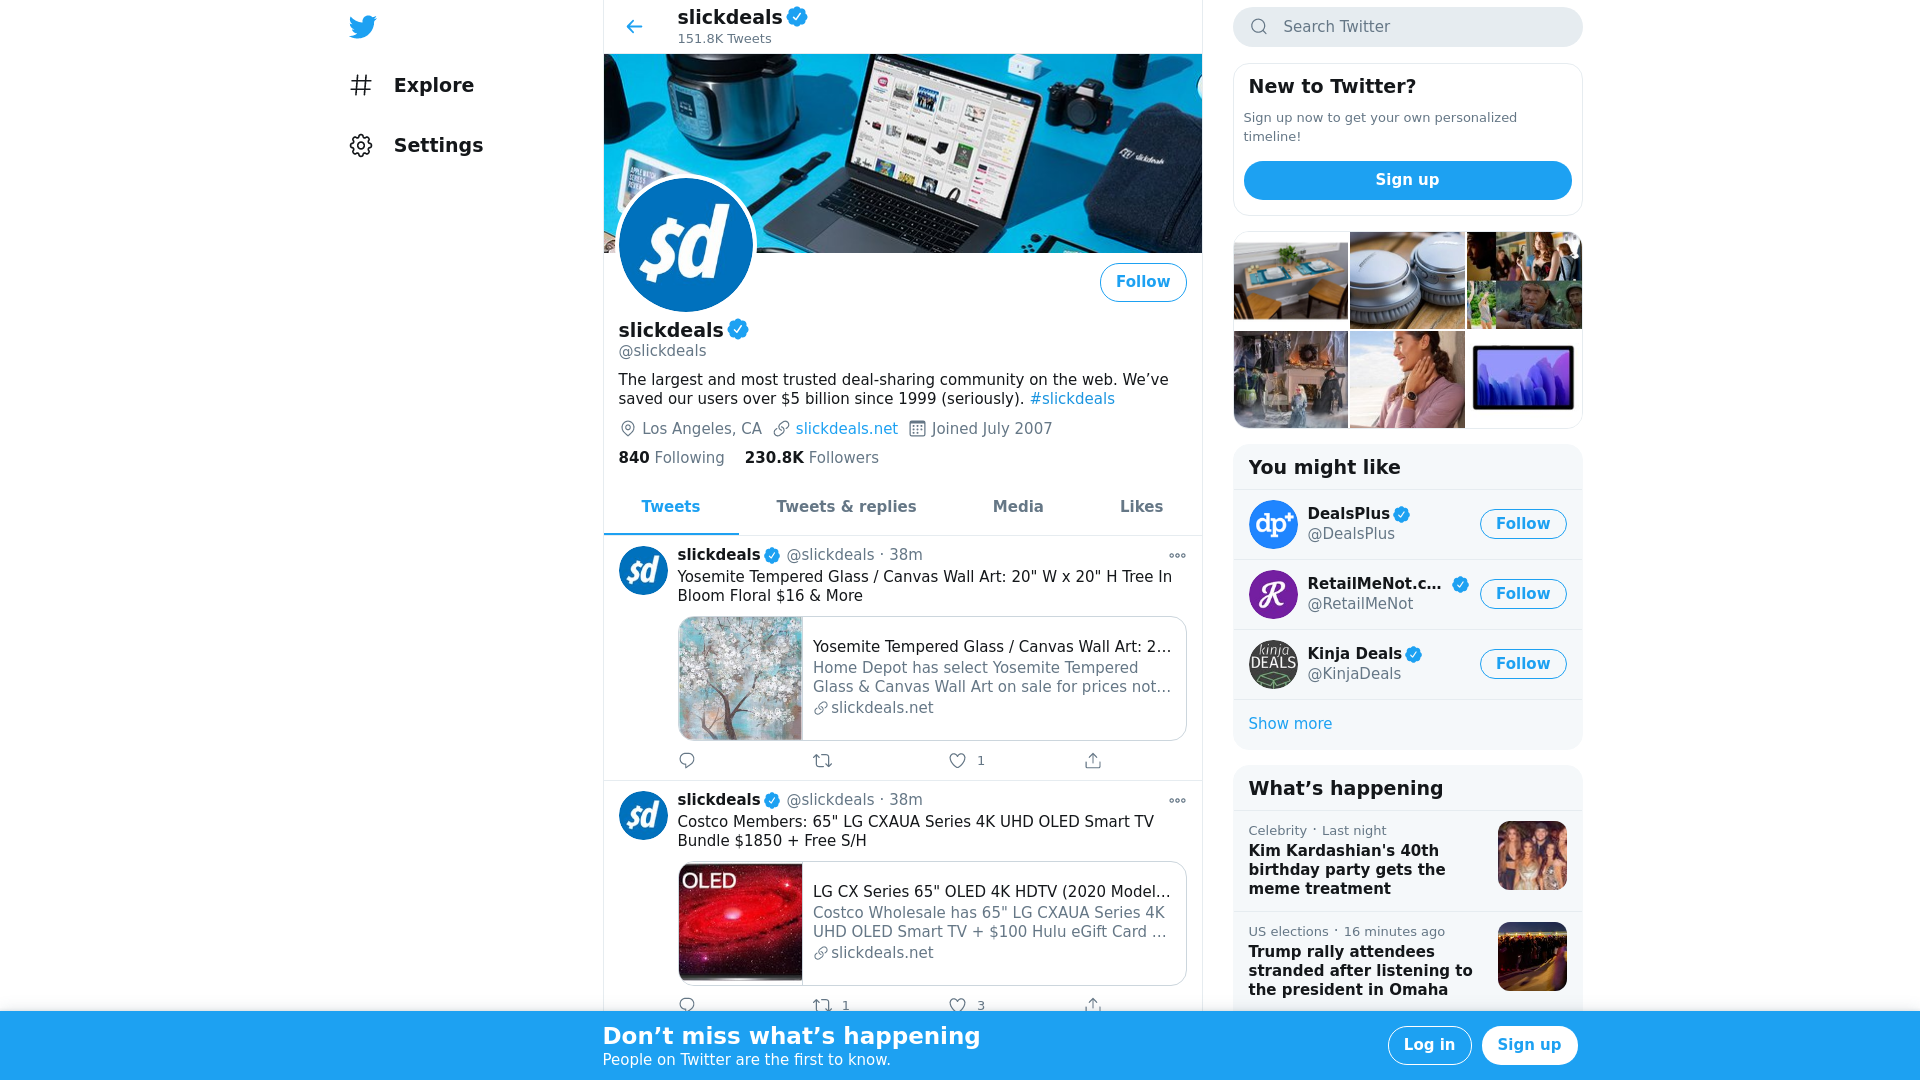 slickdeals
151.8K Tweets
Search Twitter
Explore
Settings
New to Twitter?
Sign up now to get your own personalized
timeline!
Sign up
slickdeals
$d
Follow
slickdeals
@slickdeals
The largest and most trusted deal-sharing community on the web. We’ve
saved our users over $5 billion since 1999 (seriously). #slickdeals
Los Angeles, CA slickdeals.net Joined July 2007
840 Following 230.8K Followers
Tweets Tweets & replies Media Likes
$d
slickdeals @slickdeals · 38m
Yosemite Tempered Glass / Canvas Wall Art: 20" W x 20" H Tree In
Bloom Floral $16 & More
Yosemite Tempered Glass / Canvas Wall Art: 2...
Home Depot has select Yosemite Tempered
Glass & Canvas Wall Art on sale for prices not...
slickdeals.net
1
$d
slickdeals @slickdeals · 38m
Costco Members: 65" LG CXAUA Series 4K UHD OLED Smart TV
Bundle $1850 + Free S/H
OLED
LG CX Series 65" OLED 4K HDTV (2020 Model...
Costco Wholesale has 65" LG CXAUA Series 4K
UHD OLED Smart TV + $100 Hulu eGift Card ...
slickdeals.net
1 3
You might like
dp+
DealsPlus
@DealsPlus
Follow
R
RetailMeNot.c...
@RetailMeNot
Follow
kinja
DEALS
Kinja Deals
@KinjaDeals
Follow
Show more
What’s happening
Celebrity · Last night
Kim Kardashian's 40th
birthday party gets the
meme treatment
US elections · 16 minutes ago
Trump rally attendees
stranded after listening to
the president in Omaha
Don’t miss what’s happening
People on Twitter are the first to know.
Log in
Sign up